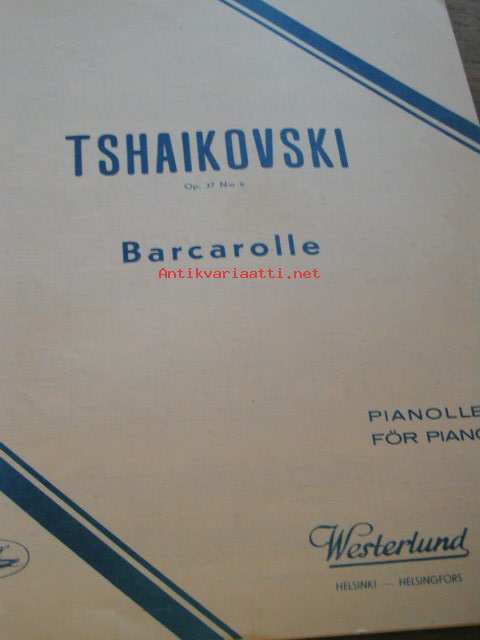 TSHAIKOVSKI
Op. 37 No 6
Barcarolle
Antikvariaatti.net
PIANOLLE
FÖR PIANO
Westerlund
HELSINKI — HELSINGFORS